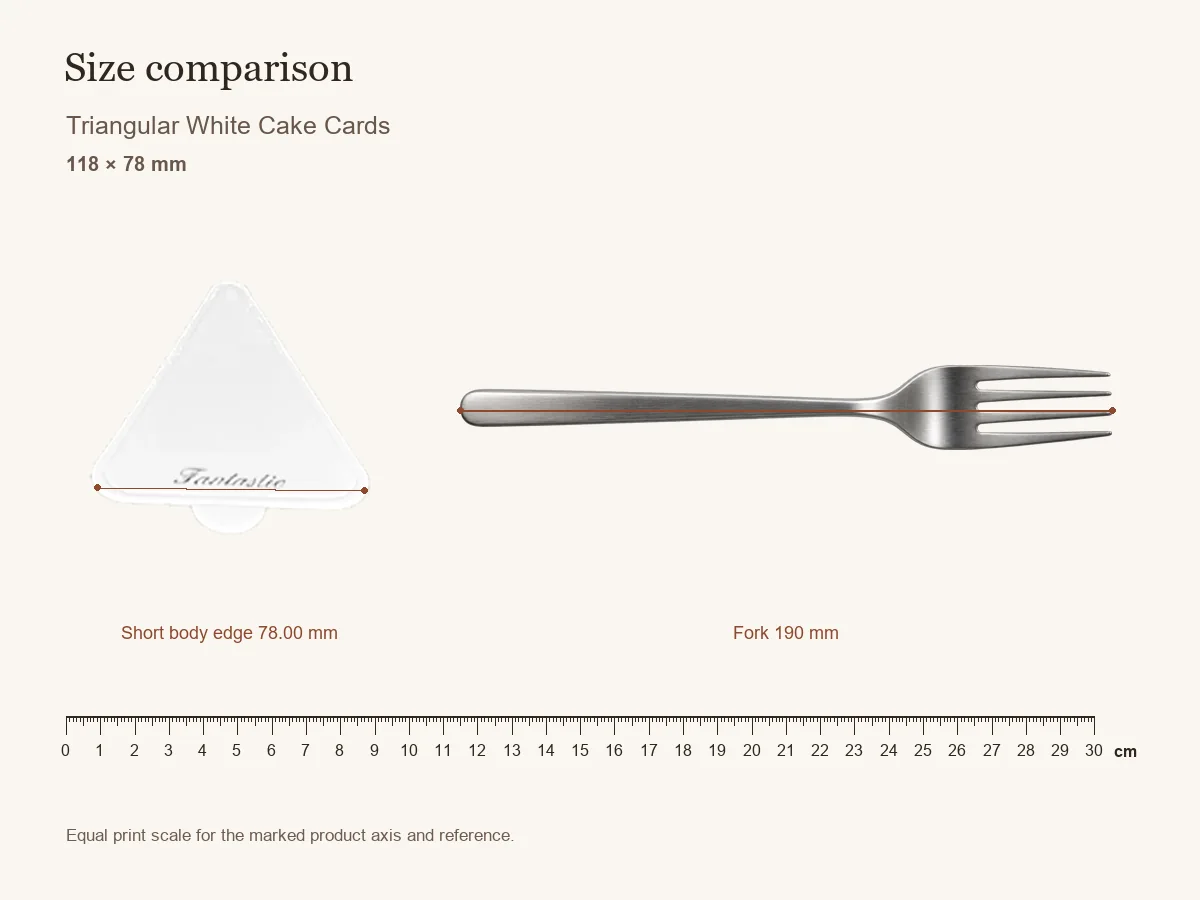 Size comparison
Triangular White Cake Cards
118 × 78 mm
Fantastic
Short body edge 78.00 mm
Fork 190 mm
0 1 2 3 4 5 6 7 8 9 10 11 12 13 14 15 16 17 18 19 20 21 22 23 24 25 26 27 28 29 30 cm
Equal print scale for the marked product axis and reference.